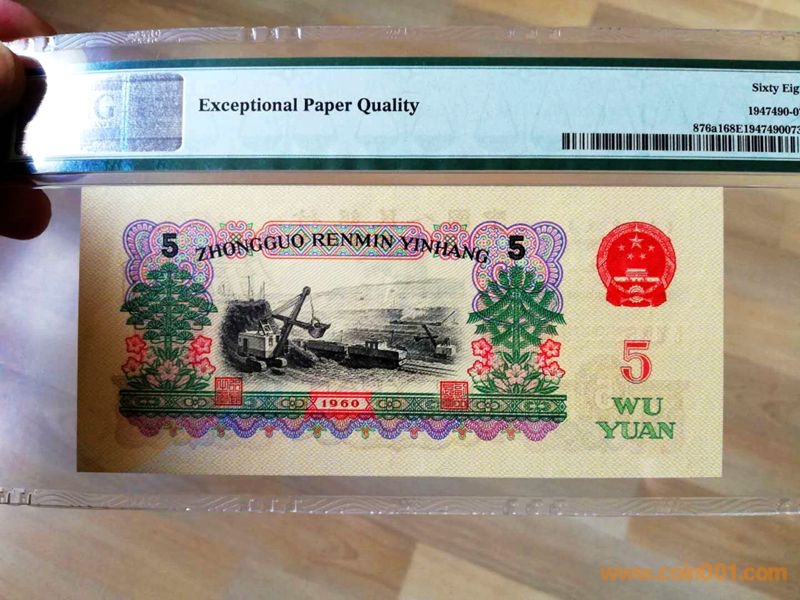 G
Exceptional Paper Quality
Sixty Eig
1947490-0
876a168E1947490073
5 ZHONGGUO RENMIN YINHANG 5
5
1960
WU
YUAN
www.coin001.com